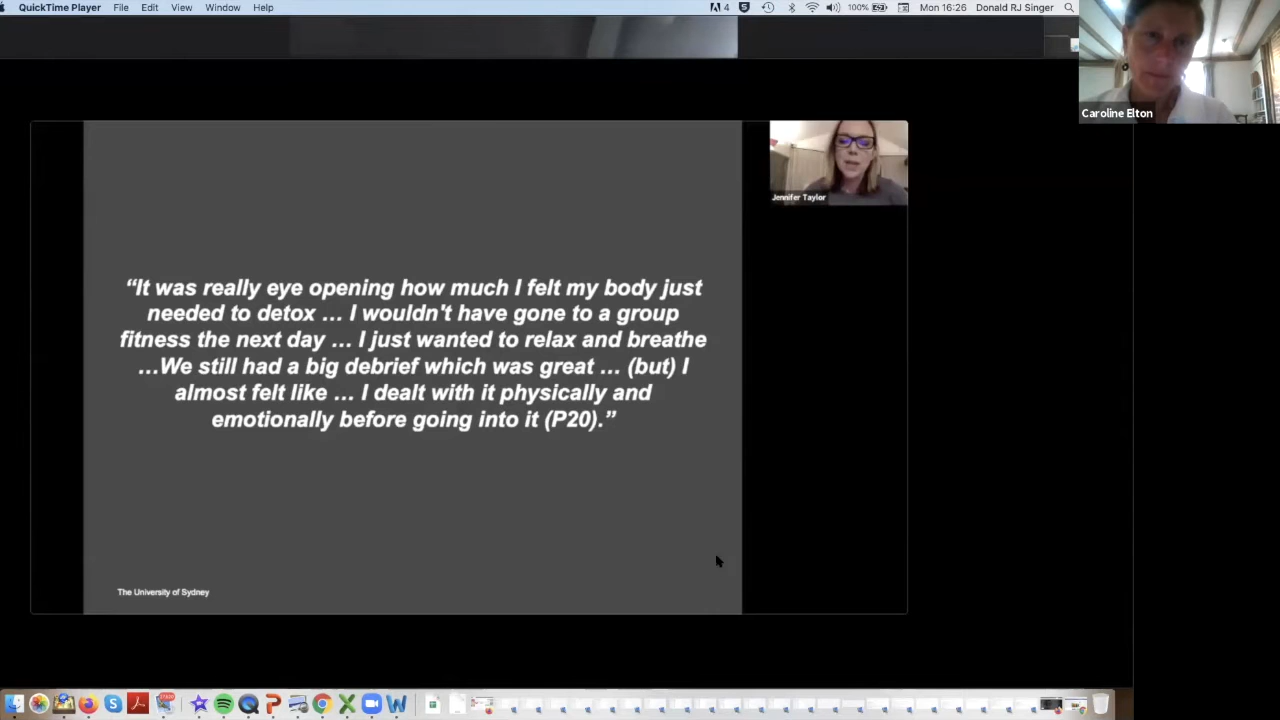 QuickTime Player File Edit View Window Help
4 100% Mon 16:26 Donald RJ Singer
Caroline Elton
Jennifer Taylor
“It was really eye opening how much I felt my body just
needed to detox … I wouldn't have gone to a group
fitness the next day … I just wanted to relax and breathe
…We still had a big debrief which was great … (but) I
almost felt like … I dealt with it physically and
emotionally before going into it (P20).”
The University of Sydney